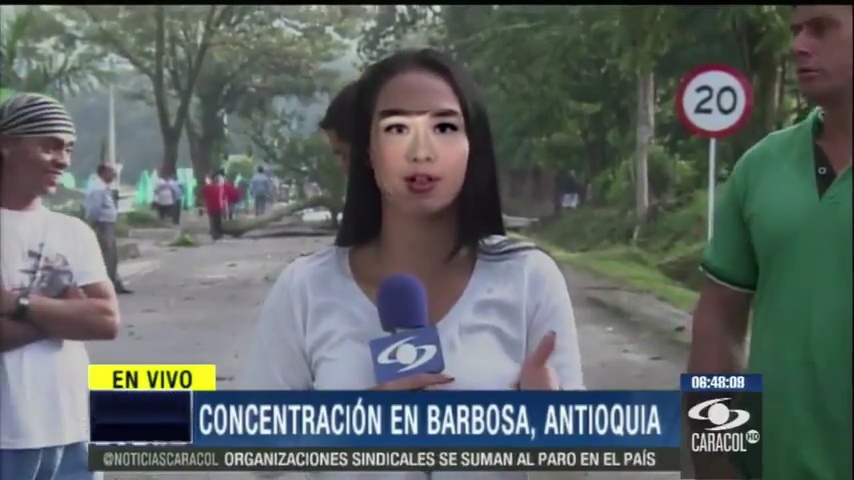 20
EN VIVO
CONCENTRACIÓN EN BARBOSA, ANTIOQUIA
06:48:08
CARACOL HD
@NOTICIASCARACOL ORGANIZACIONES SINDICALES SE SUMAN AL PARO EN EL PAÍS